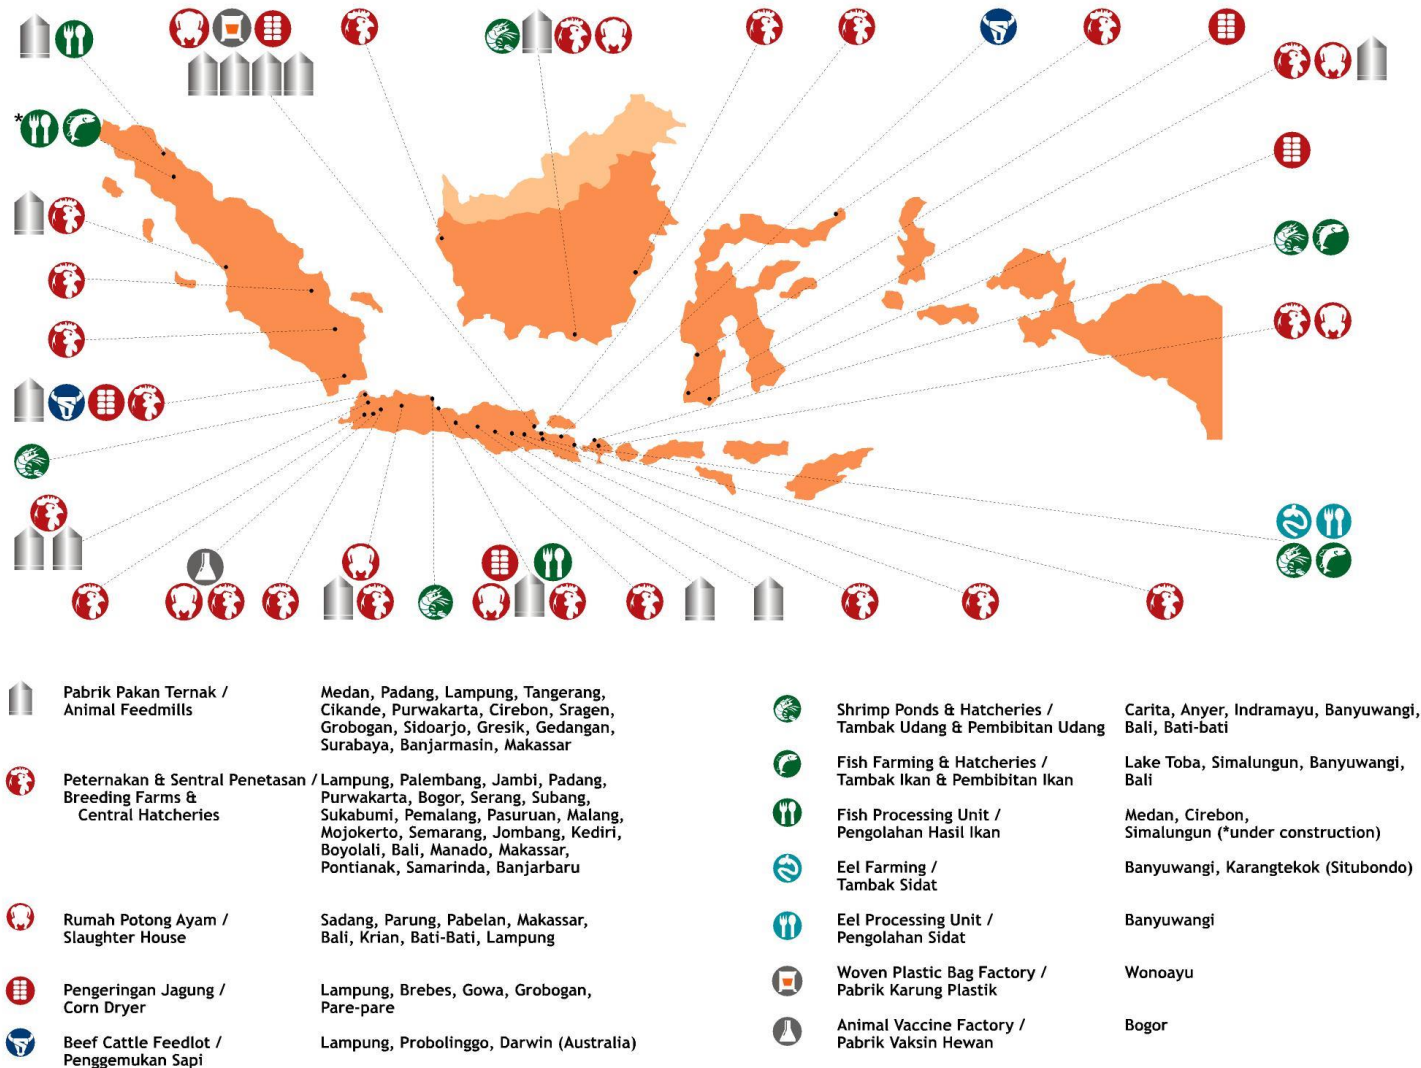 *
Pabrik Pakan Ternak /
Animal Feedmills
Medan, Padang, Lampung, Tangerang,
Cikande, Purwakarta, Cirebon, Sragen,
Grobogan, Sidoarjo, Gresik, Gedangan,
Surabaya, Banjarmasin, Makassar
Peternakan & Sentral Penetasan /
Breeding Farms &
Central Hatcheries
Lampung, Palembang, Jambi, Padang,
Purwakarta, Bogor, Serang, Subang,
Sukabumi, Pemalang, Pasuruan, Malang,
Mojokerto, Semarang, Jombang, Kediri,
Boyolali, Bali, Manado, Makassar,
Pontianak, Samarinda, Banjarbaru
Rumah Potong Ayam /
Slaughter House
Sadang, Parung, Pabelan, Makassar,
Bali, Krian, Bati-Bati, Lampung
Pengeringan Jagung /
Corn Dryer
Lampung, Brebes, Gowa, Grobogan,
Pare-pare
Beef Cattle Feedlot /
Penggemukan Sapi
Lampung, Probolinggo, Darwin (Australia)
Shrimp Ponds & Hatcheries /
Tambak Udang & Pembibitan Udang
Carita, Anyer, Indramayu, Banyuwangi,
Bali, Bati-bati
Fish Farming & Hatcheries /
Tambak Ikan & Pembibitan Ikan
Lake Toba, Simalungun, Banyuwangi,
Bali
Fish Processing Unit /
Pengolahan Hasil Ikan
Medan, Cirebon,
Simalungun (*under construction)
Eel Farming /
Tambak Sidat
Banyuwangi, Karangtekok (Situbondo)
Eel Processing Unit /
Pengolahan Sidat
Banyuwangi
Woven Plastic Bag Factory /
Pabrik Karung Plastik
Wonoayu
Animal Vaccine Factory /
Pabrik Vaksin Hewan
Bogor